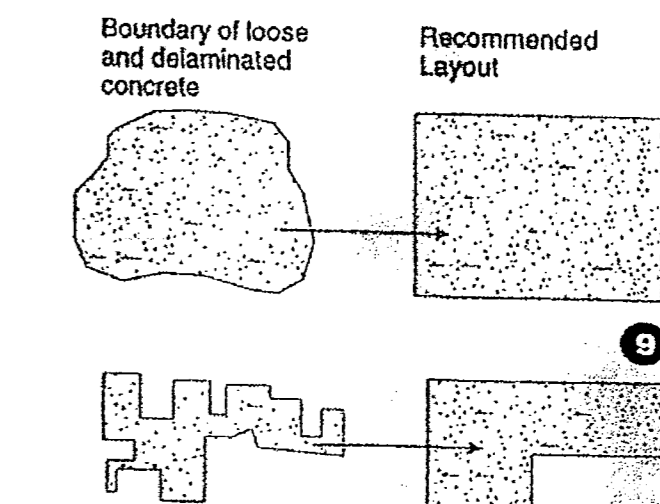 Boundary of loose
and delaminated
concrete
Recommended
Layout
9